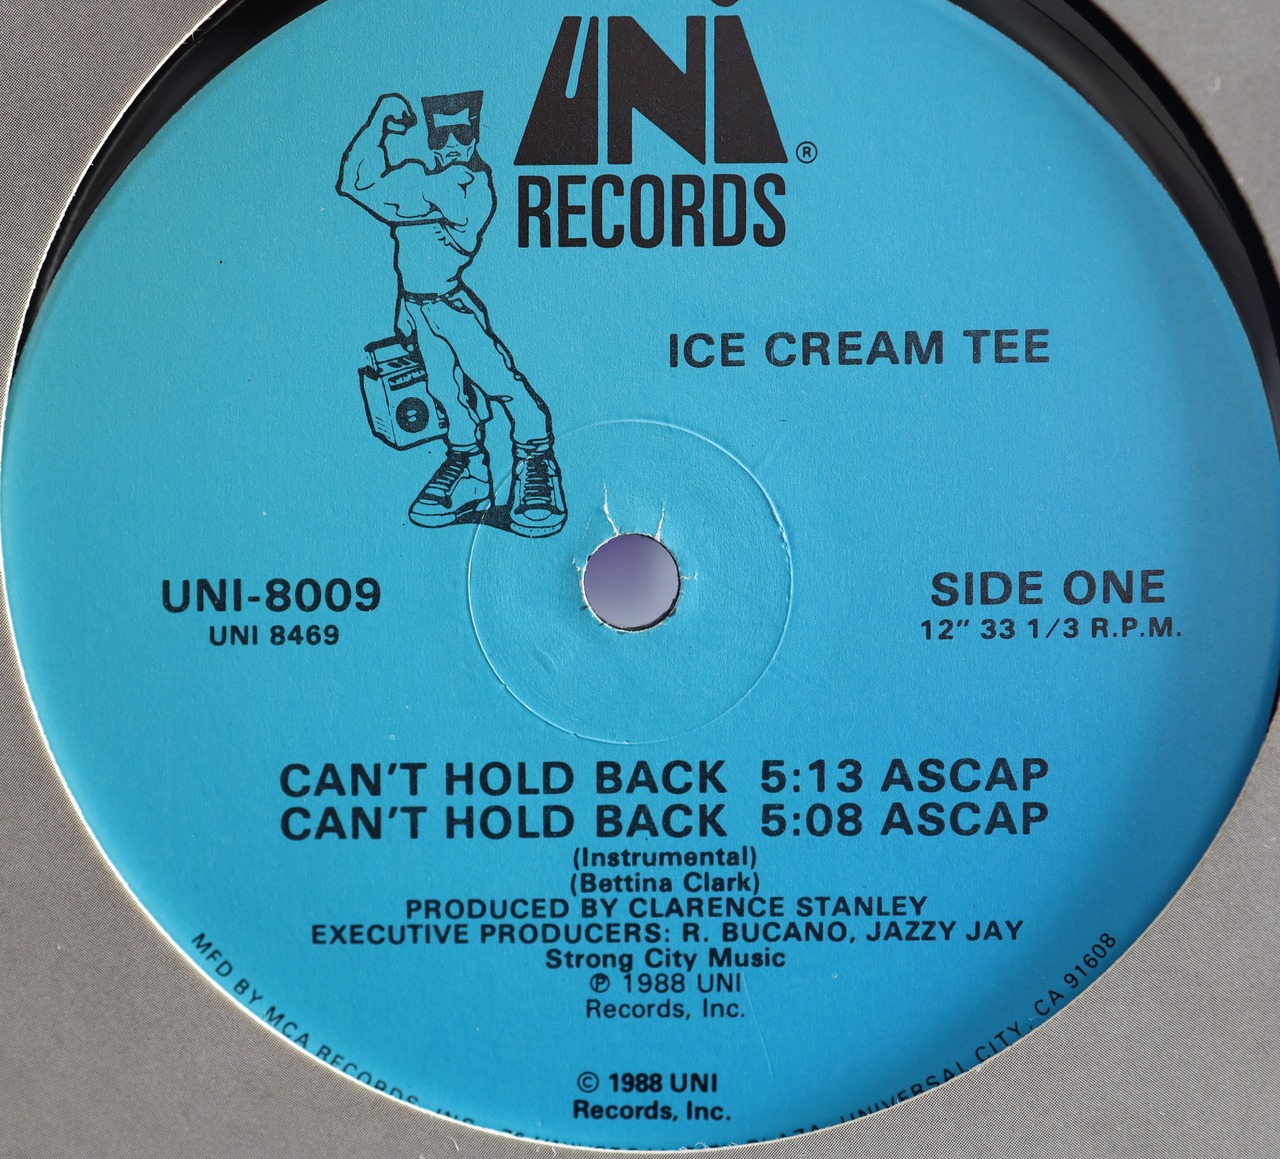 UNI
®
RECORDS
ICE CREAM TEE
UNI-8009
UNI 8469
SIDE ONE
12" 33 1/3 R.P.M.
CAN'T HOLD BACK 5:13 ASCAP
CAN'T HOLD BACK 5:08 ASCAP
(Instrumental)
(Bettina Clark)
PRODUCED BY CLARENCE STANLEY
EXECUTIVE PRODUCERS: R. BUCANO, JAZZY JAY
Strong City Music
℗ 1988 UNI
Records, Inc.
© 1988 UNI
Records, Inc.
MFD BY MCA RECORDS, INC. UNIVERSAL CITY, CA 91608